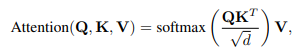 Attention(Q, K, V) = softmax(QK^T / √d) V,